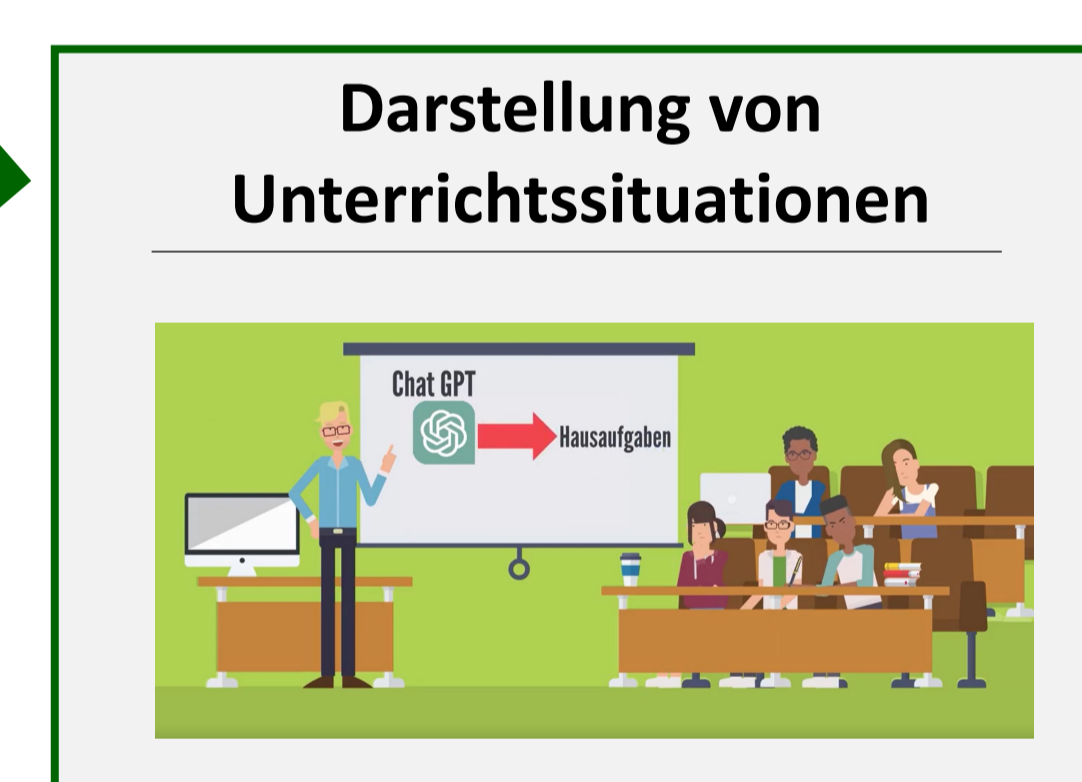 Darstellung von
Unterrichtssituationen
Chat GPT
Hausaufgaben